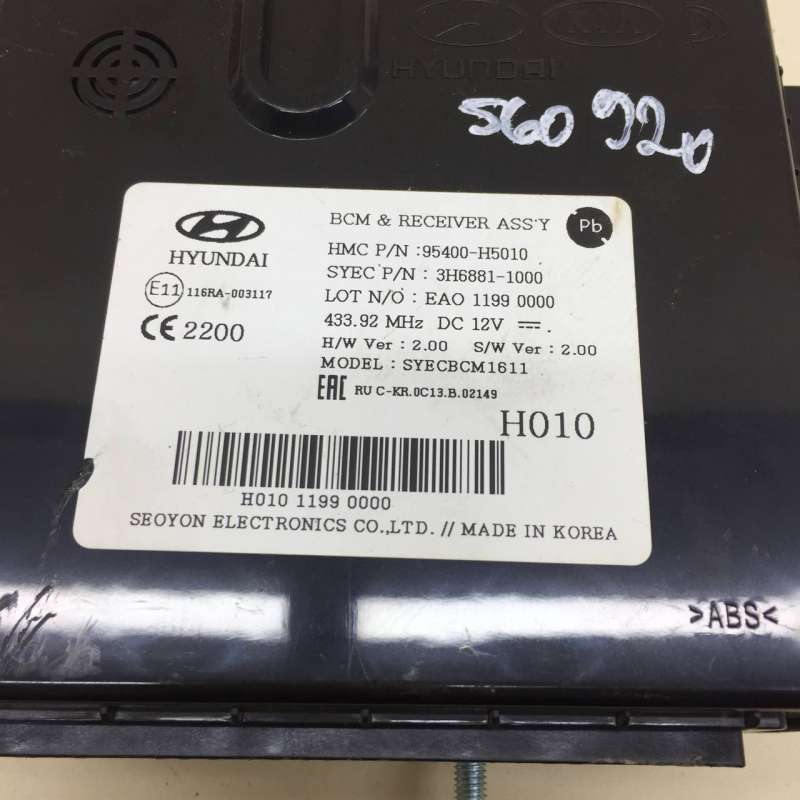 KIA
HYUNDAI
560 920
HYUNDAI
BCM & RECEIVER ASS'Y
Pb
HMC P/N :95400-H5010
SYEC P/N : 3H6881-1000
E11 116RA-003117
LOT N/O : EAO 1199 0000
CE 2200
433.92 MHz DC 12V
H/W Ver : 2.00 S/W Ver : 2.00
MODEL : SYECBCM1611
EAC RU C-KR.0C13.B.02149
H010
H010 1199 0000
SEOYON ELECTRONICS CO.,LTD. // MADE IN KOREA
>ABS<